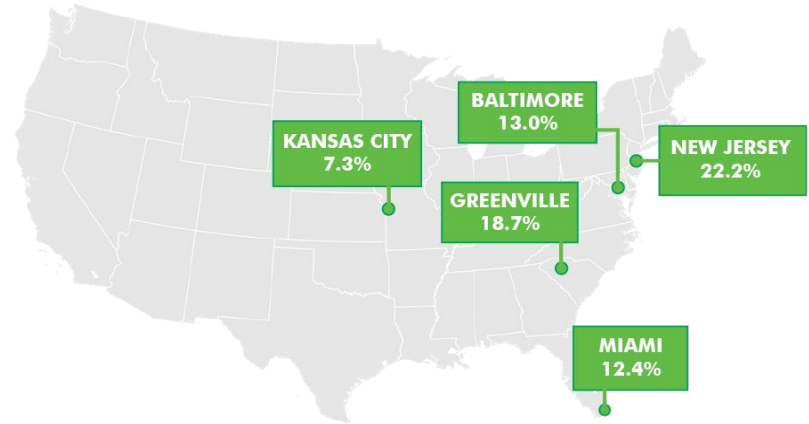 BALTIMORE
13.0%
KANSAS CITY
7.3%
NEW JERSEY
22.2%
GREENVILLE
18.7%
MIAMI
12.4%